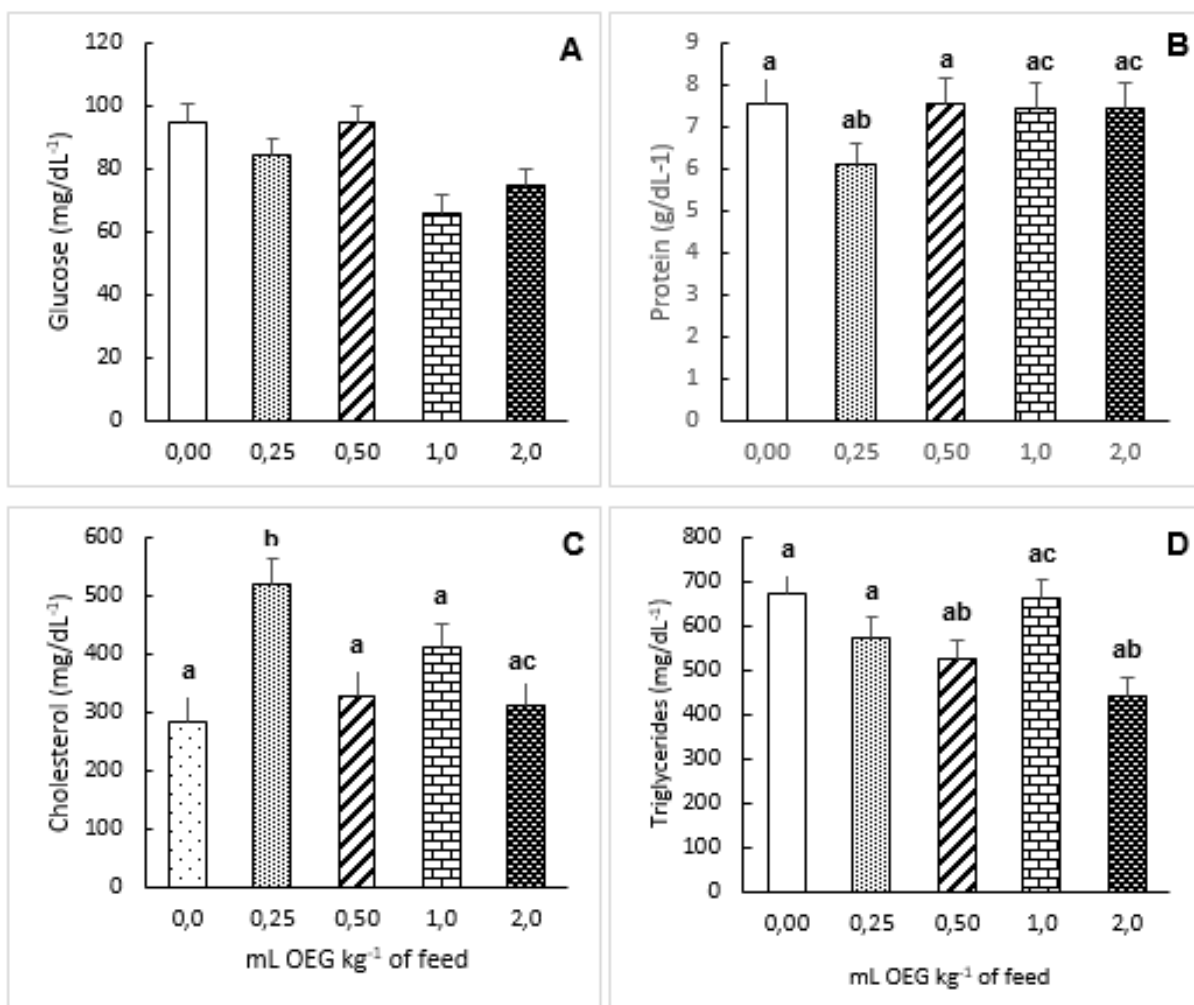 A
Glucose (mg/dL⁻¹)
120
100
80
60
40
20
0
0,00 0,25 0,50 1,0 2,0
B
Protein (g/dL-1)
9
8
7
6
5
4
3
2
1
0
a ab a ac ac
0,00 0,25 0,50 1,0 2,0
C
Cholesterol (mg/dL⁻¹)
600
500
400
300
200
100
0
a b a a ac
0,0 0,25 0,50 1,0 2,0
mL OEG kg⁻¹ of feed
D
Triglycerides (mg/dL⁻¹)
800
700
600
500
400
300
200
100
0
a a ab ac ab
0,00 0,25 0,50 1,0 2,0
mL OEG kg⁻¹ of feed